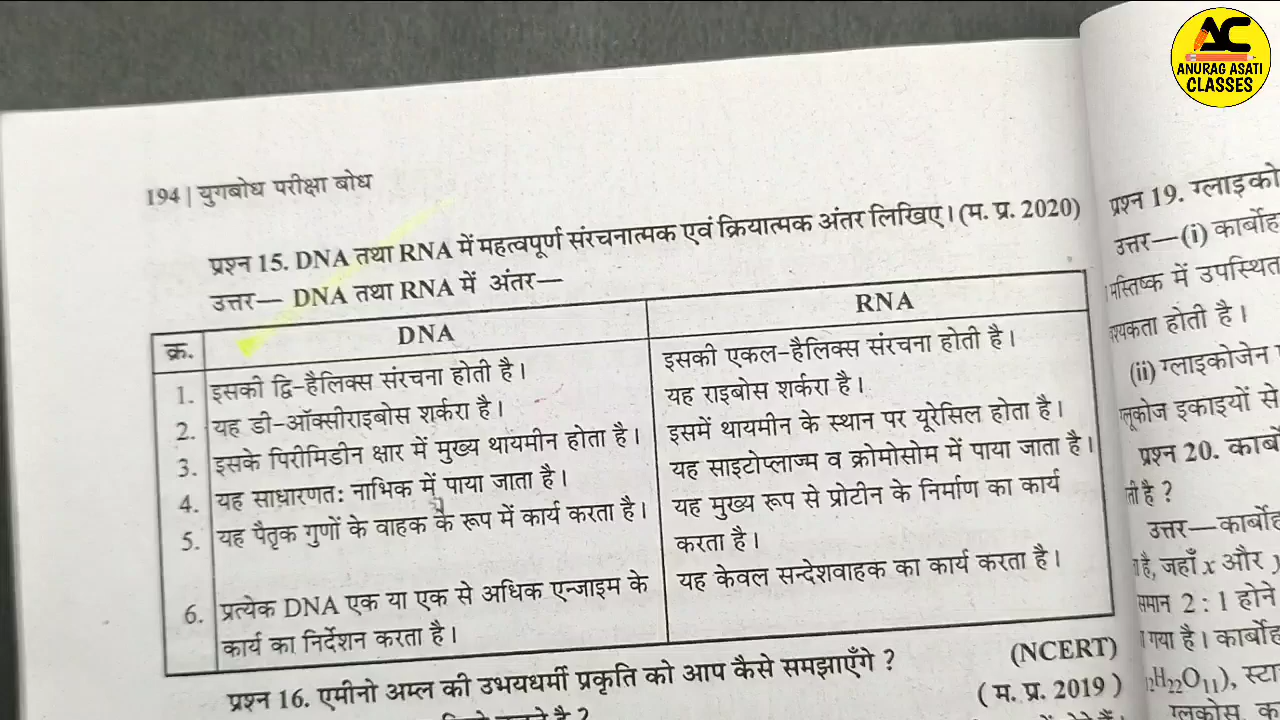 AC
ANURAG ASATI
CLASSES
194 | युगबोध परीक्षा बोध
प्रश्न 15. DNA तथा RNA में महत्वपूर्ण संरचनात्मक एवं क्रियात्मक अंतर लिखिए। (म. प्र. 2020)
उत्तर— DNA तथा RNA में अंतर—
क्र. DNA RNA
1. इसकी द्वि-हैलिक्स संरचना होती है। इसकी एकल-हैलिक्स संरचना होती है।
2. यह डी-ऑक्सीराइबोस शर्करा है। यह राइबोस शर्करा है।
3. इसके पिरीमिडीन क्षार में मुख्य थायमीन होता है। इसमें थायमीन के स्थान पर यूरेसिल होता है।
4. यह साधारणतः नाभिक में पाया जाता है। यह साइटोप्लाज्म व क्रोमोसोम में पाया जाता है।
5. यह पैतृक गुणों के वाहक के रूप में कार्य करता है। यह मुख्य रूप से प्रोटीन के निर्माण का कार्य
करता है।
6. प्रत्येक DNA एक या एक से अधिक एन्जाइम के यह केवल सन्देशवाहक का कार्य करता है।
कार्य का निर्देशन करता है।
प्रश्न 16. एमीनो अम्ल की उभयधर्मी प्रकृति को आप कैसे समझाएँगे ? (NCERT)
( म. प्र. 2019 )
प्रश्न 19. ग्लाइको
उत्तर—(i) कार्बोह
मस्तिष्क में उपस्थित
श्यकता होती है।
(ii) ग्लाइकोजेन
ग्लूकोज इकाइयों से
प्रश्न 20. कार्बो
ती है ?
उत्तर—कार्बोह
है, जहाँ x और y
समान 2 : 1 होने
गया है। कार्बोह
H22O11), स्टा